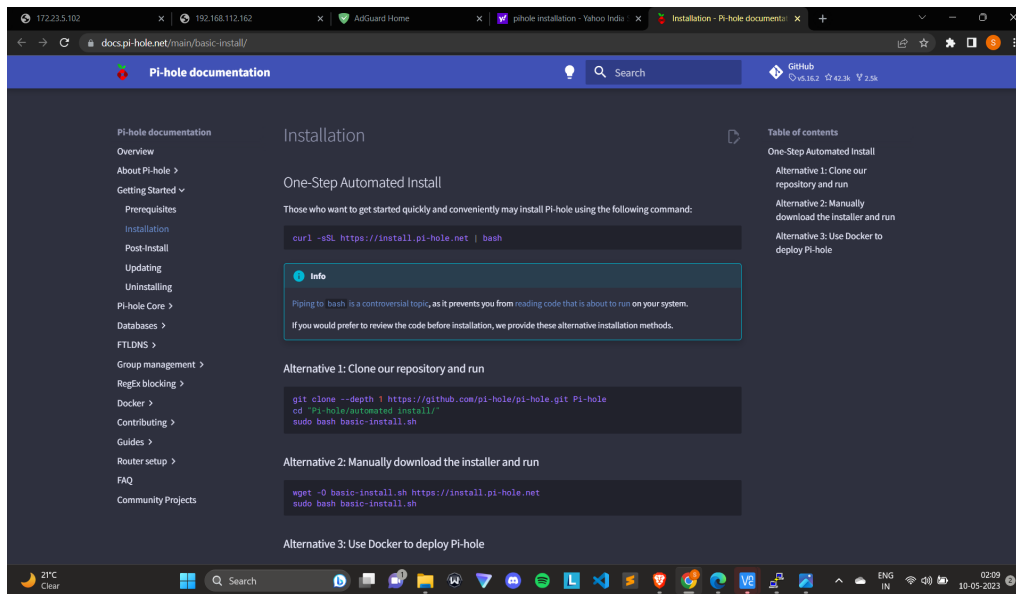 172.23.5.102
192.168.112.162
AdGuard Home
pihole installation - Yahoo India
Installation - Pi-hole documentat
docs.pi-hole.net/main/basic-install/
S
Pi-hole documentation
Search
GitHub
v5.16.2 42.3k 2.5k
Pi-hole documentation
Overview
About Pi-hole
Getting Started
Prerequisites
Installation
Post-Install
Updating
Uninstalling
Pi-hole Core
Databases
FTLDNS
Group management
RegEx blocking
Docker
Contributing
Guides
Router setup
FAQ
Community Projects
Installation
One-Step Automated Install
Those who want to get started quickly and conveniently may install Pi-hole using the following command:
curl -sSL https://install.pi-hole.net | bash
Info
Piping to bash is a controversial topic, as it prevents you from reading code that is about to run on your system.
If you would prefer to review the code before installation, we provide these alternative installation methods.
Alternative 1: Clone our repository and run
git clone --depth 1 https://github.com/pi-hole/pi-hole.git Pi-hole
cd "Pi-hole/automated install/"
sudo bash basic-install.sh
Alternative 2: Manually download the installer and run
wget -O basic-install.sh https://install.pi-hole.net
sudo bash basic-install.sh
Alternative 3: Use Docker to deploy Pi-hole
Table of contents
One-Step Automated Install
Alternative 1: Clone our
repository and run
Alternative 2: Manually
download the installer and run
Alternative 3: Use Docker to
deploy Pi-hole
21°C
Clear
Search
ENG
IN
02:09
10-05-2023
2